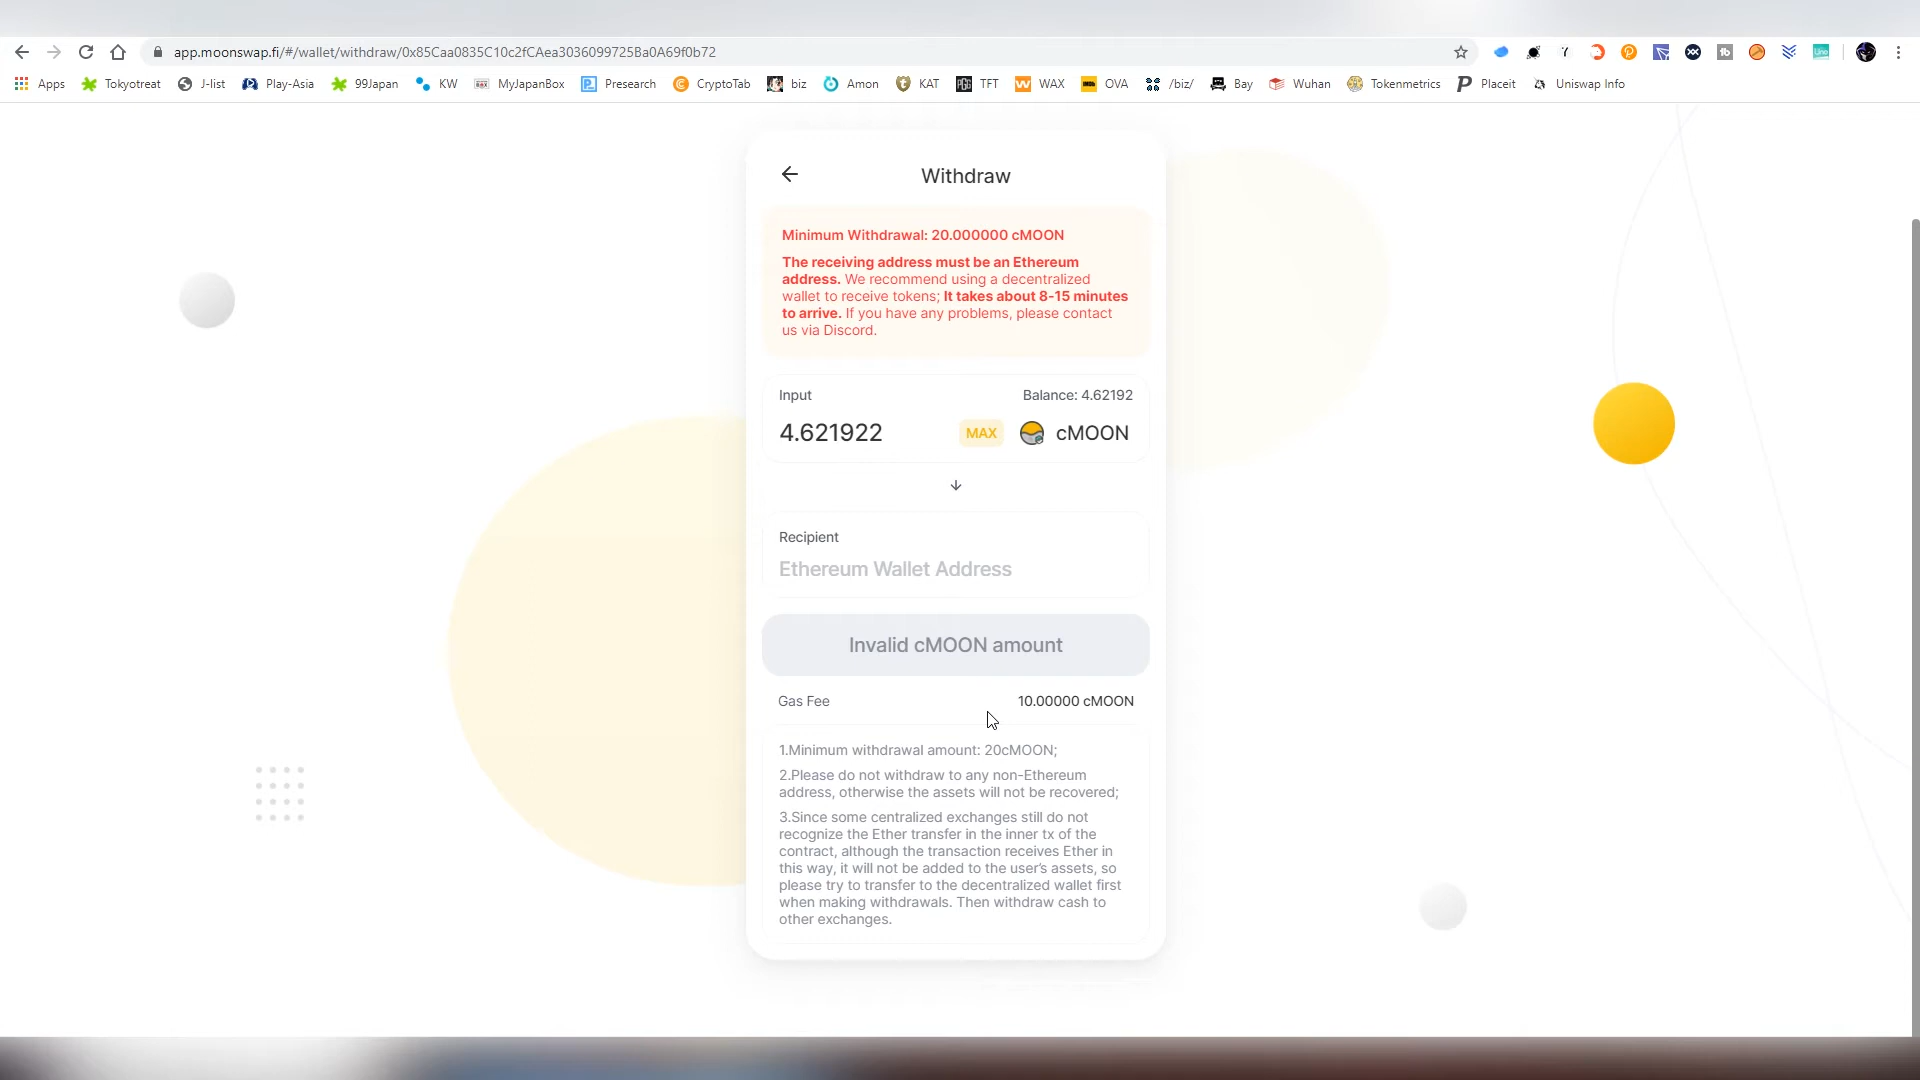 app.moonswap.fi/#/wallet/withdraw/0x85Caa0835C10c2fCAea3036099725Ba0A69f0b72
Apps Tokyotreat J-list Play-Asia 99Japan KW MyJapanBox Presearch CryptoTab biz Amon KAT TFT WAX OVA /biz/ Bay Wuhan Tokenmetrics Placeit Uniswap Info
Withdraw
Minimum Withdrawal: 20.000000 cMOON
The receiving address must be an Ethereum
address. We recommend using a decentralized
wallet to receive tokens; It takes about 8-15 minutes
to arrive. If you have any problems, please contact
us via Discord.
Input Balance: 4.62192
4.621922 MAX cMOON
Recipient
Ethereum Wallet Address
Invalid cMOON amount
Gas Fee 10.00000 cMOON
1.Minimum withdrawal amount: 20cMOON;
2.Please do not withdraw to any non-Ethereum
address, otherwise the assets will not be recovered;
3.Since some centralized exchanges still do not
recognize the Ether transfer in the inner tx of the
contract, although the transaction receives Ether in
this way, it will not be added to the user's assets, so
please try to transfer to the decentralized wallet first
when making withdrawals. Then withdraw cash to
other exchanges.